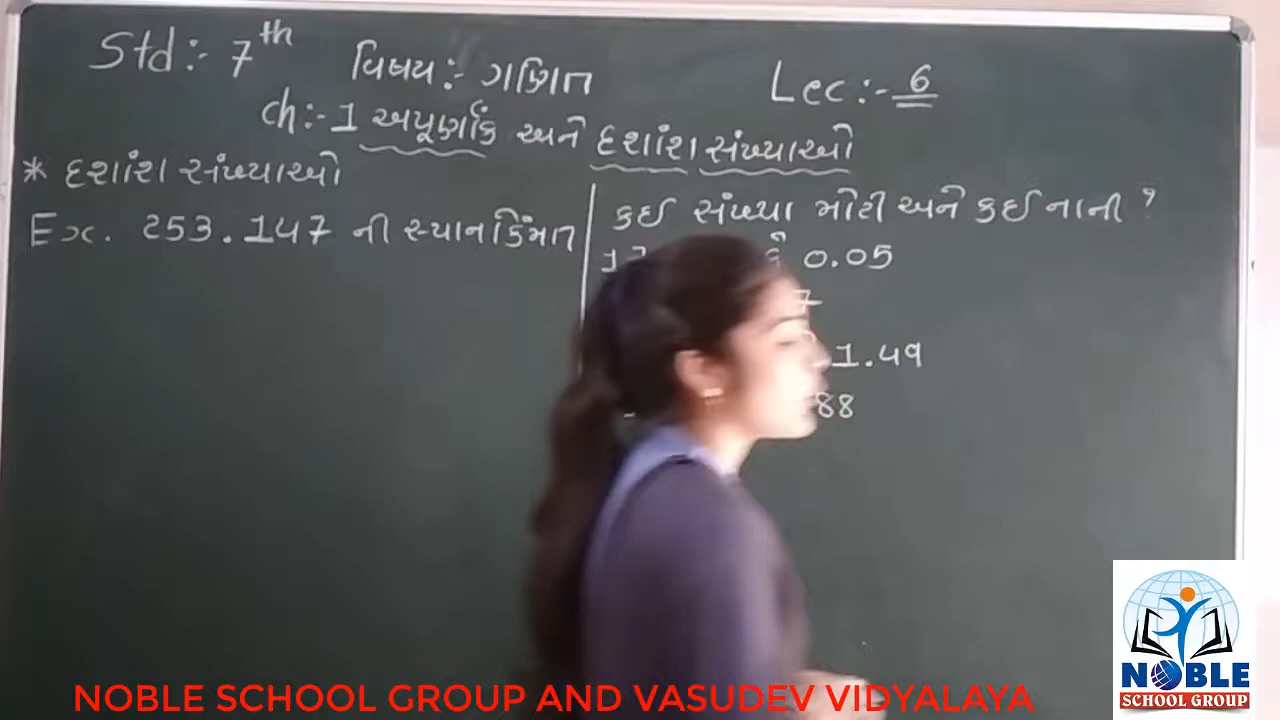 Std :- 7th વિષય :- ગણિત Lec :- 6
ch :- 1 અપૂર્ણાંક અને દશાંશ સંખ્યાઓ
* દશાંશ સંખ્યાઓ
Ex. 253.147 ની સ્થાનકિંમત
કઈ સંખ્યા મોટી અને કઈ નાની ?
0.05
7
1.49
88
NOBLE
SCHOOL GROUP
NOBLE SCHOOL GROUP AND VASUDEV VIDYALAYA